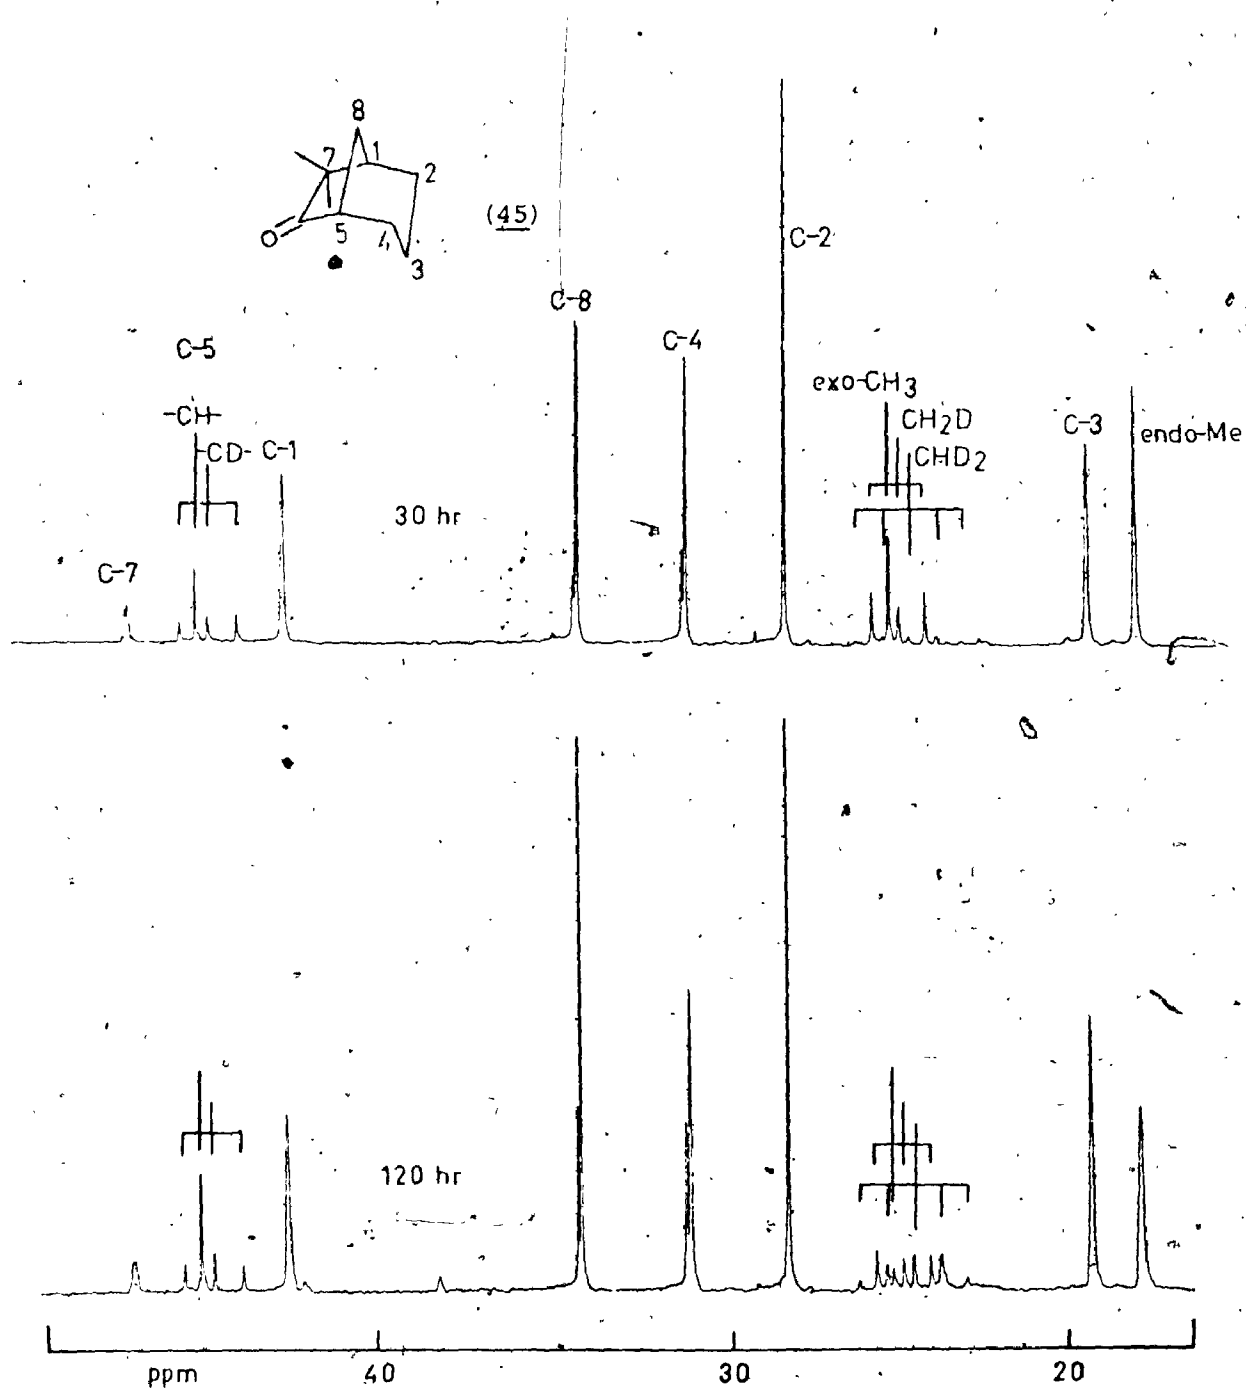 8
7
1
2
O
5
4
3
(45)
C-2
C-8
C-4
C-5
-CH-
-CD-
C-1
C-7
30 hr
exo-CH3
CH2D
CHD2
C-3
endo-Me
120 hr
ppm
40
30
20